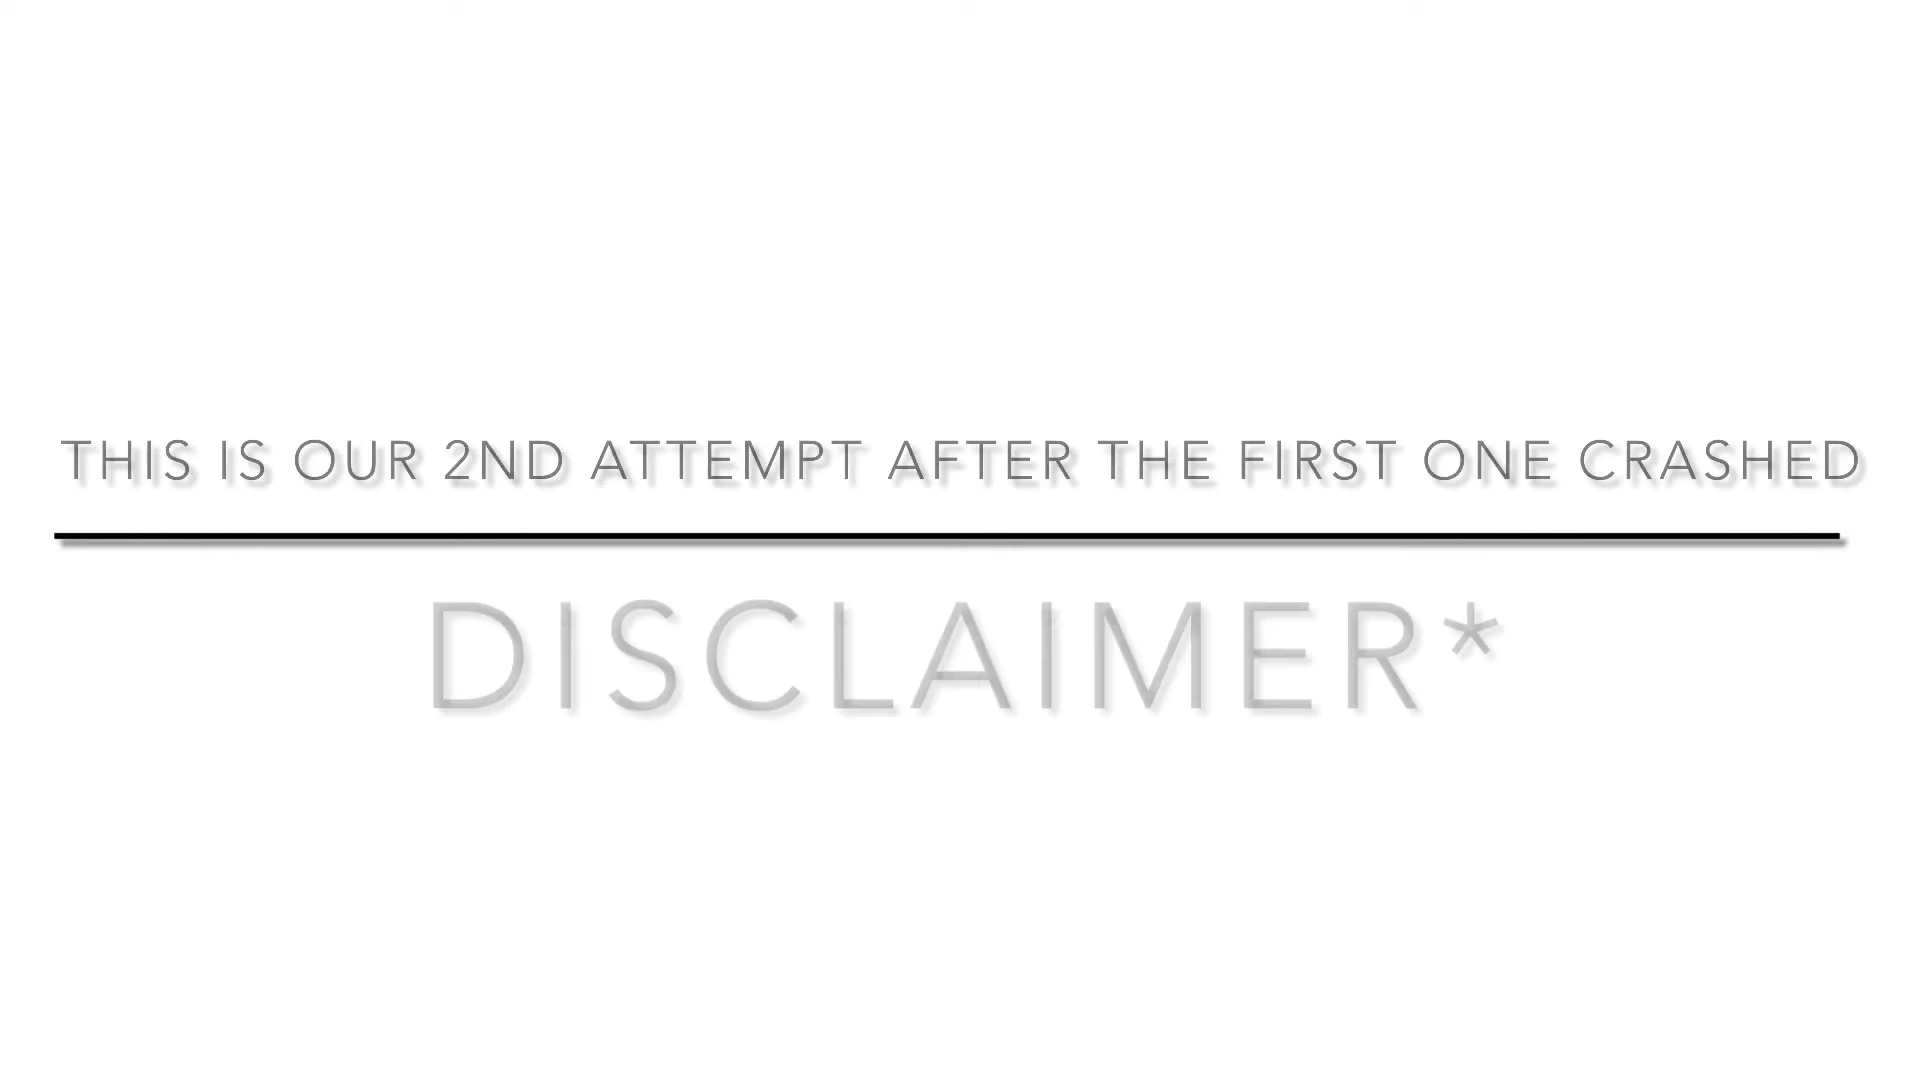 THIS IS OUR 2ND ATTEMPT AFTER THE FIRST ONE CRASHED
DISCLAIMER*